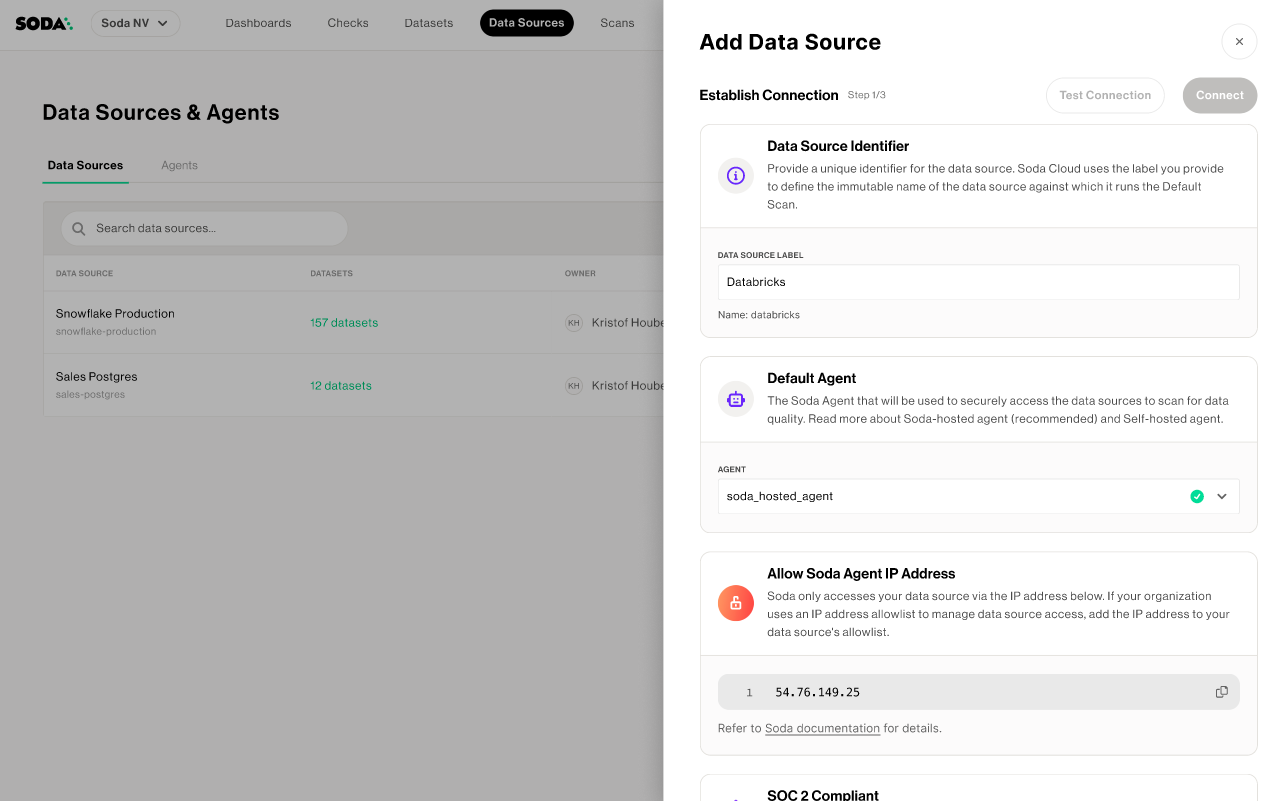 SODA
Soda NV
Dashboards
Checks
Datasets
Data Sources
Scans
Data Sources & Agents
Data Sources
Agents
Search data sources...
DATA SOURCE
DATASETS
OWNER
Snowflake Production
snowflake-production
157 datasets
KH
Kristof Hoube
Sales Postgres
sales-postgres
12 datasets
KH
Kristof Hoube
Add Data Source
Establish Connection
Step 1/3
Test Connection
Connect
Data Source Identifier
Provide a unique identifier for the data source. Soda Cloud uses the label you provide
to define the immutable name of the data source against which it runs the Default
Scan.
DATA SOURCE LABEL
Databricks
Name: databricks
Default Agent
The Soda Agent that will be used to securely access the data sources to scan for data
quality. Read more about Soda-hosted agent (recommended) and Self-hosted agent.
AGENT
soda_hosted_agent
Allow Soda Agent IP Address
Soda only accesses your data source via the IP address below. If your organization
uses an IP address allowlist to manage data source access, add the IP address to your
data source's allowlist.
1 54.76.149.25
Refer to Soda documentation for details.
SOC 2 Compliant